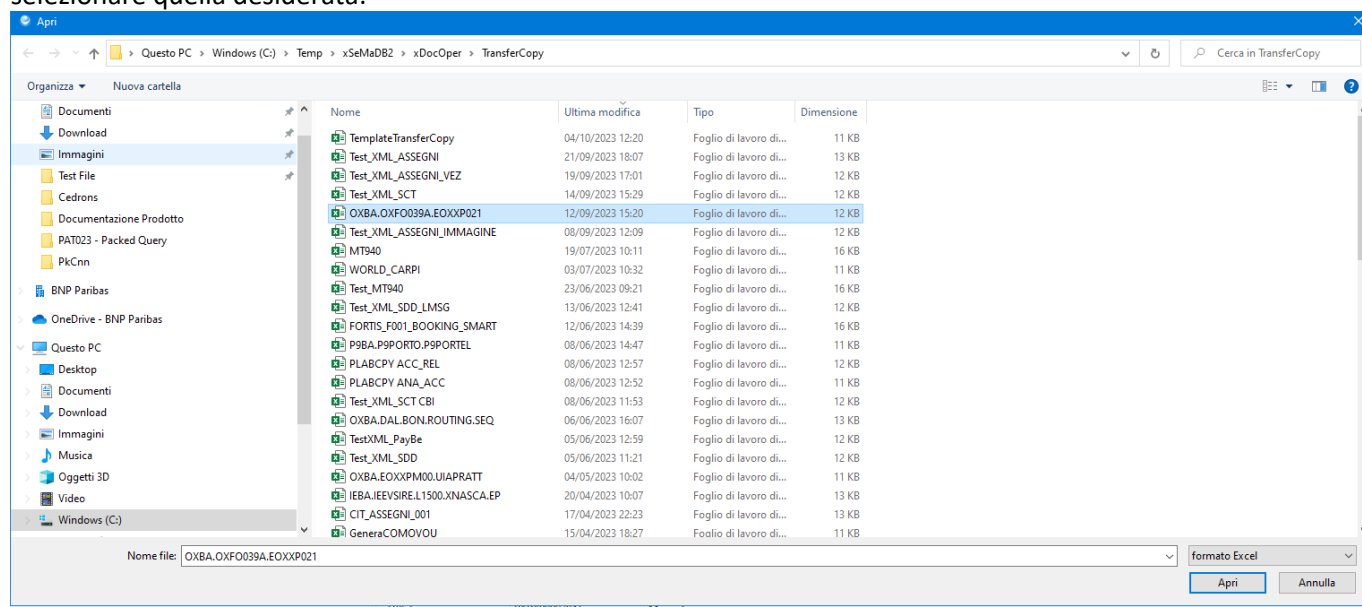 selezionare quella desiderata.
Apri
Questo PC > Windows (C:) > Temp > xSeMaDB2 > xDocOper > TransferCopy
Cerca in TransferCopy
Organizza Nuova cartella
Nome Ultima modifica Tipo Dimensione
Documenti
Download
Immagini
Test File
Cedrons
Documentazione Prodotto
PAT023 - Packed Query
PkCnn
BNP Paribas
OneDrive - BNP Paribas
Questo PC
Desktop
Documenti
Download
Immagini
Musica
Oggetti 3D
Video
Windows (C:)
TemplateTransferCopy 04/10/2023 12:20 Foglio di lavoro di... 11 KB
Test_XML_ASSEGNI 21/09/2023 18:07 Foglio di lavoro di... 13 KB
Test_XML_ASSEGNI_VEZ 19/09/2023 17:01 Foglio di lavoro di... 12 KB
Test_XML_SCT 14/09/2023 15:29 Foglio di lavoro di... 12 KB
OXBA.OXFO039A.EOXXP021 12/09/2023 15:20 Foglio di lavoro di... 12 KB
Test_XML_ASSEGNI_IMMAGINE 08/09/2023 12:09 Foglio di lavoro di... 12 KB
MT940 19/07/2023 10:11 Foglio di lavoro di... 16 KB
WORLD_CARPI 03/07/2023 10:32 Foglio di lavoro di... 11 KB
Test_MT940 23/06/2023 09:21 Foglio di lavoro di... 16 KB
Test_XML_SDD_LMSG 13/06/2023 12:41 Foglio di lavoro di... 12 KB
FORTIS_F001_BOOKING_SMART 12/06/2023 14:39 Foglio di lavoro di... 16 KB
P9BA.P9PORTO.P9PORTEL 08/06/2023 14:47 Foglio di lavoro di... 11 KB
PLABCPY ACC_REL 08/06/2023 12:57 Foglio di lavoro di... 12 KB
PLABCPY ANA_ACC 08/06/2023 12:52 Foglio di lavoro di... 11 KB
Test_XML_SCT CBI 08/06/2023 11:53 Foglio di lavoro di... 12 KB
OXBA.DAL.BON.ROUTING.SEQ 06/06/2023 16:07 Foglio di lavoro di... 13 KB
TestXML_PayBe 05/06/2023 12:59 Foglio di lavoro di... 12 KB
Test_XML_SDD 05/06/2023 11:21 Foglio di lavoro di... 12 KB
OXBA.EOXXPM00.UIAPRATT 04/05/2023 10:02 Foglio di lavoro di... 11 KB
IEBA.IEEVSIRE.L1500.XNASCA.EP 20/04/2023 10:07 Foglio di lavoro di... 13 KB
CIT_ASSEGNI_001 17/04/2023 22:23 Foglio di lavoro di... 13 KB
GeneraCOMOVOU 15/04/2023 18:27 Foglio di lavoro di... 11 KB
Nome file: OXBA.OXFO039A.EOXXP021 formato Excel
Apri Annulla